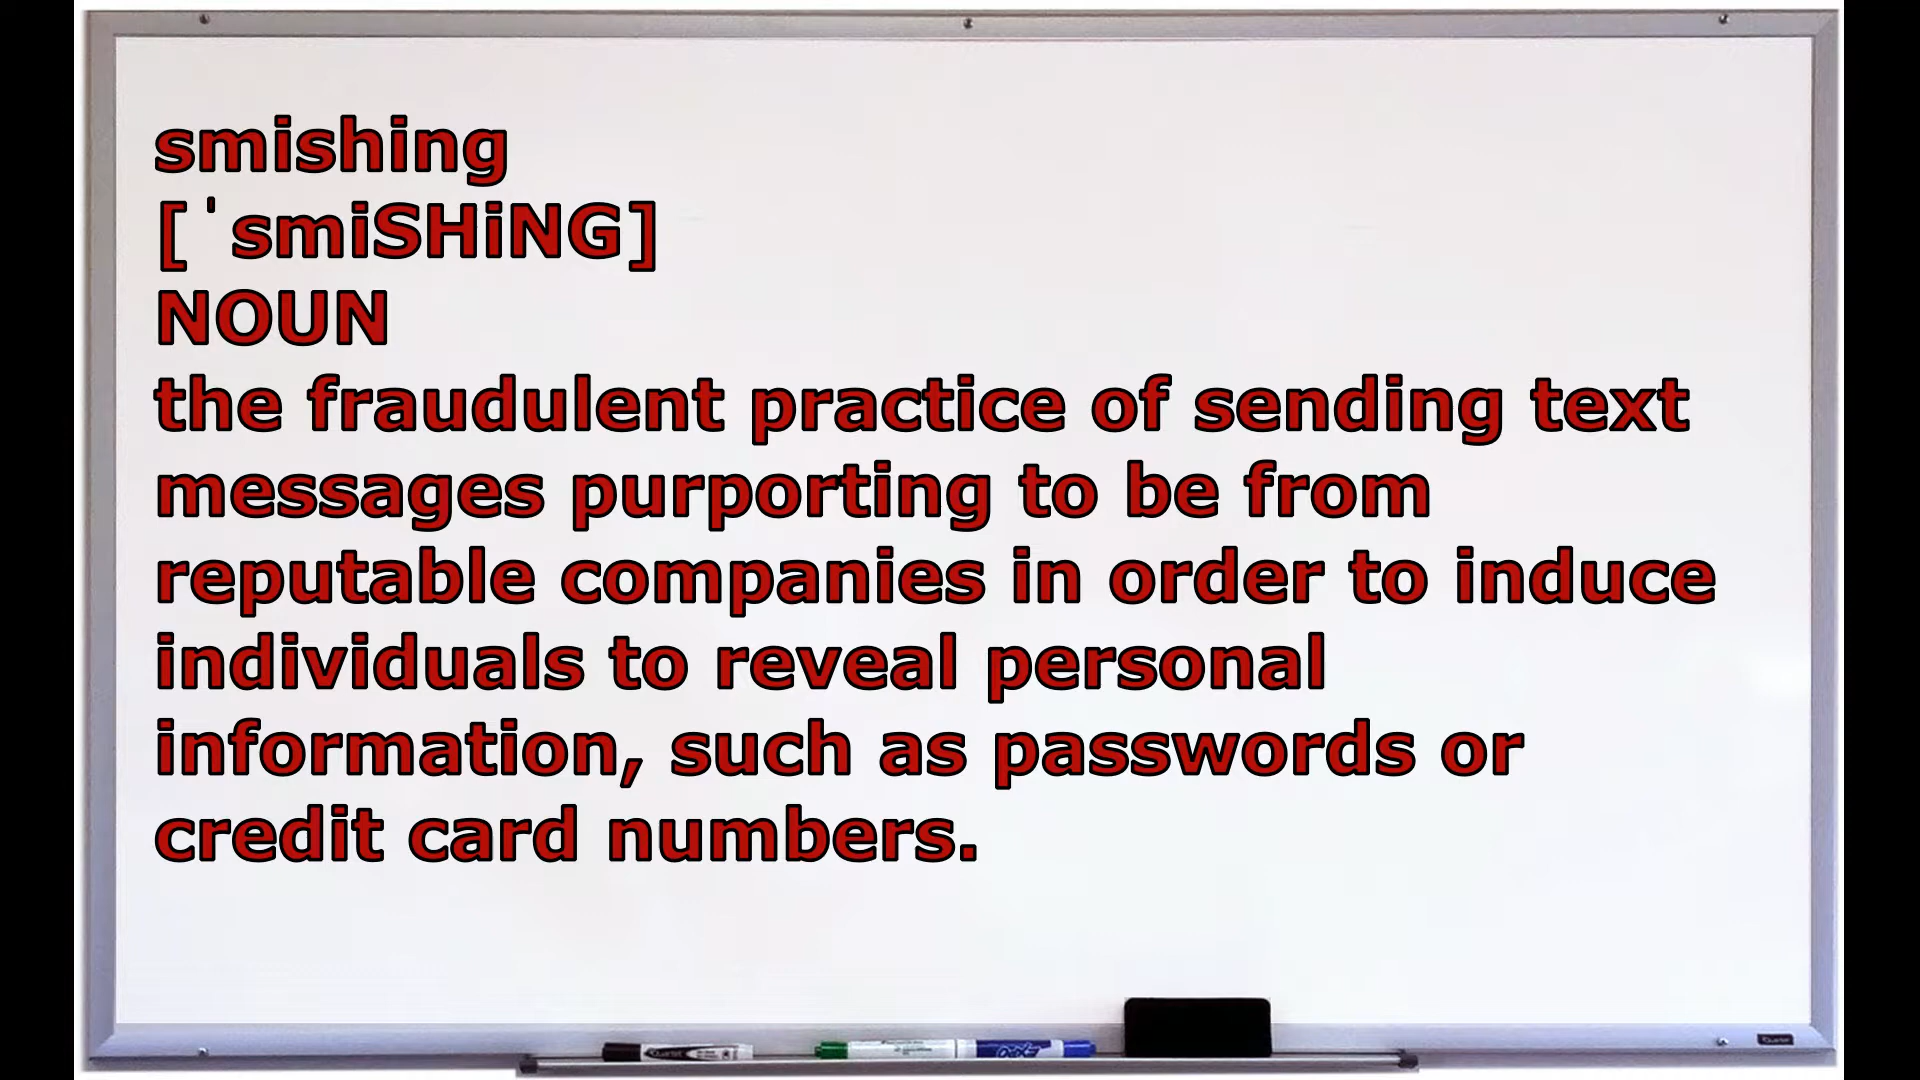 smishing
[ˈsmiSHiNG]
NOUN
the fraudulent practice of sending text
messages purporting to be from
reputable companies in order to induce
individuals to reveal personal
information, such as passwords or
credit card numbers.
Quartet